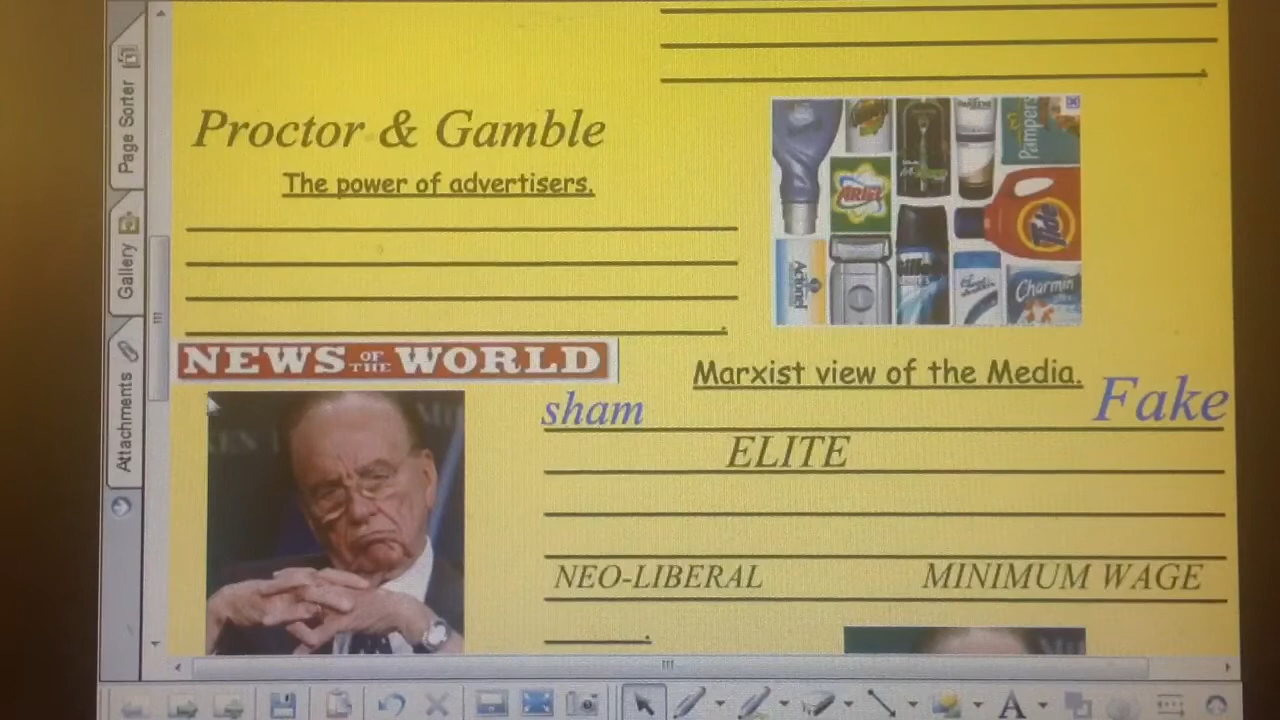 Page Sorter
Gallery
Attachments
Proctor & Gamble
The power of advertisers.
Pampers
ARIEL
Tide
Actonel
Charmin
NEWS OF THE WORLD
Marxist view of the Media.
sham
Fake
ELITE
NEO-LIBERAL
MINIMUM WAGE
A